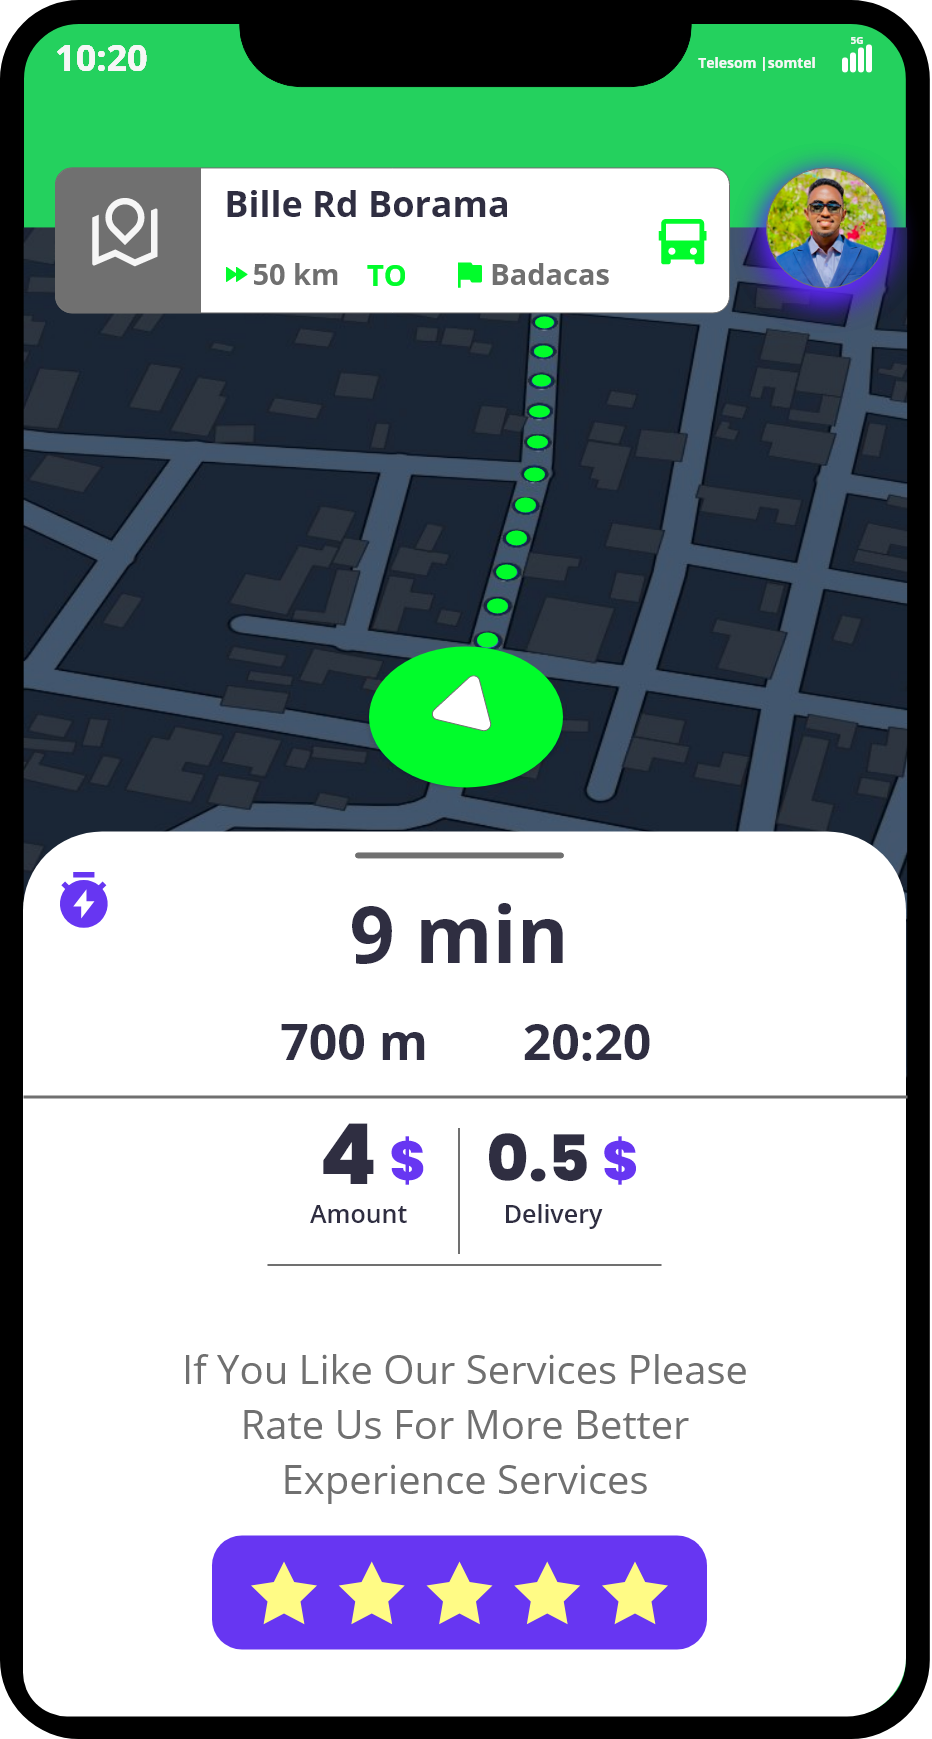 10:20
Telesom |somtel
5G
Bille Rd Borama
50 km TO Badacas
9 min
700 m 20:20
4 $ 0.5 $
Amount Delivery
If You Like Our Services Please
Rate Us For More Better
Experience Services